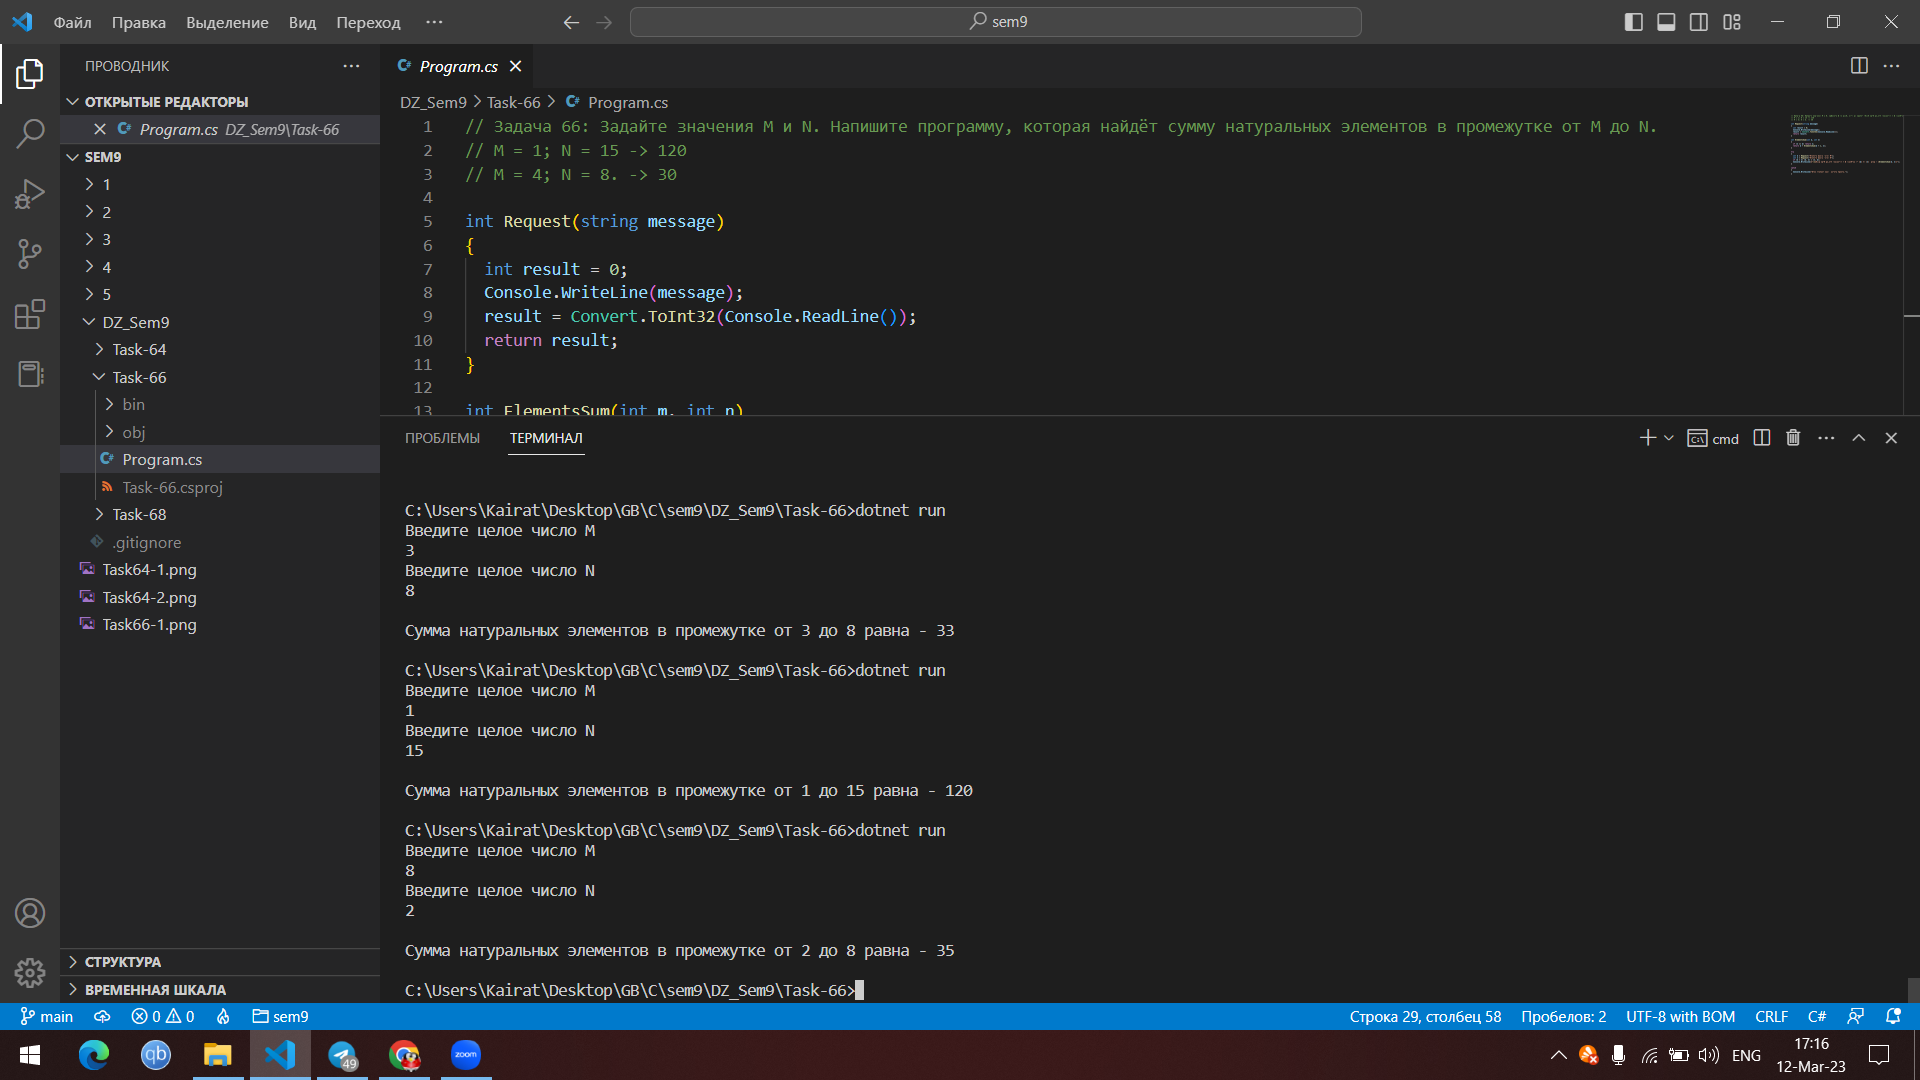 Файл Правка Выделение Вид Переход ··· sem9
ПРОВОДНИК ···
ОТКРЫТЫЕ РЕДАКТОРЫ
Program.cs DZ_Sem9\Task-66
SEM9
1
2
3
4
5
DZ_Sem9
Task-64
Task-66
bin
obj
Program.cs
Task-66.csproj
Task-68
.gitignore
Task64-1.png
Task64-2.png
Task66-1.png
СТРУКТУРА
ВРЕМЕННАЯ ШКАЛА
C# Program.cs
DZ_Sem9 > Task-66 > C# Program.cs
1 // Задача 66: Задайте значения M и N. Напишите программу, которая найдёт сумму натуральных элементов в промежутке от M до N.
2 // M = 1; N = 15 -> 120
3 // M = 4; N = 8. -> 30
4
5 int Request(string message)
6 {
7 int result = 0;
8 Console.WriteLine(message);
9 result = Convert.ToInt32(Console.ReadLine());
10 return result;
11 }
12
13 int ElementsSum(int m, int n)
ПРОБЛЕМЫ ТЕРМИНАЛ cmd
C:\Users\Kairat\Desktop\GB\C\sem9\DZ_Sem9\Task-66>dotnet run
Введите целое число M
3
Введите целое число N
8
Сумма натуральных элементов в промежутке от 3 до 8 равна - 33
C:\Users\Kairat\Desktop\GB\C\sem9\DZ_Sem9\Task-66>dotnet run
Введите целое число M
1
Введите целое число N
15
Сумма натуральных элементов в промежутке от 1 до 15 равна - 120
C:\Users\Kairat\Desktop\GB\C\sem9\DZ_Sem9\Task-66>dotnet run
Введите целое число M
8
Введите целое число N
2
Сумма натуральных элементов в промежутке от 2 до 8 равна - 35
C:\Users\Kairat\Desktop\GB\C\sem9\DZ_Sem9\Task-66>
main 0 0 sem9 Строка 29, столбец 58 Пробелов: 2 UTF-8 with BOM CRLF C#
qb 49 zoom ENG 17:16
12-Mar-23